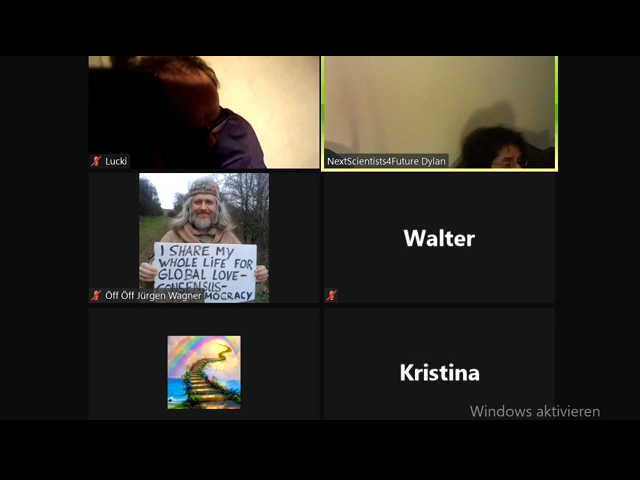 Lucki
NextScientists4Future Dylan
I SHARE MY
WHOLE LIFE FOR
GLOBAL LOVE-
CONSENSUS-
MOCRACY
Öff Öff Jürgen Wagner
Walter
Kristina
Windows aktivieren